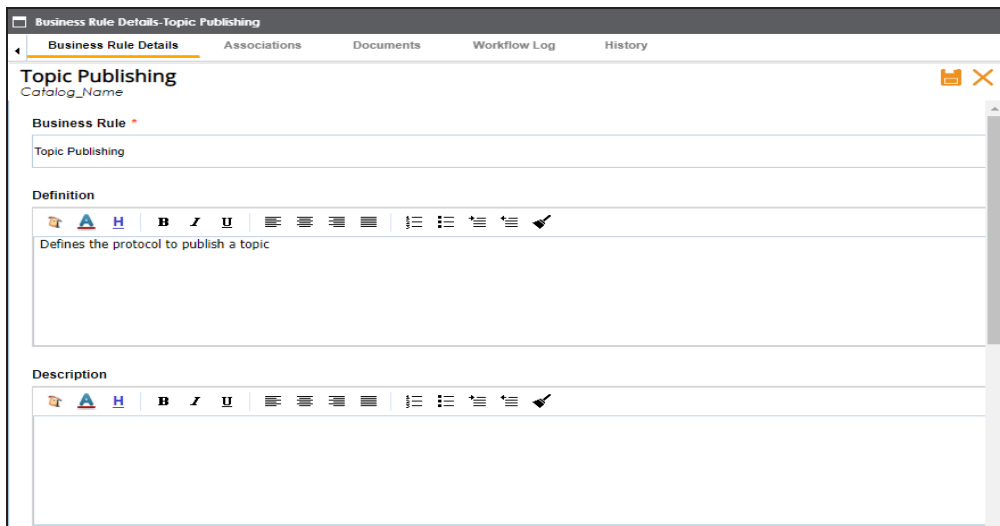 Business Rule Details-Topic Publishing
Business Rule Details Associations Documents Workflow Log History
Topic Publishing
Catalog_Name
Business Rule *
Topic Publishing
Definition
A H B I U
Defines the protocol to publish a topic
Description
A H B I U